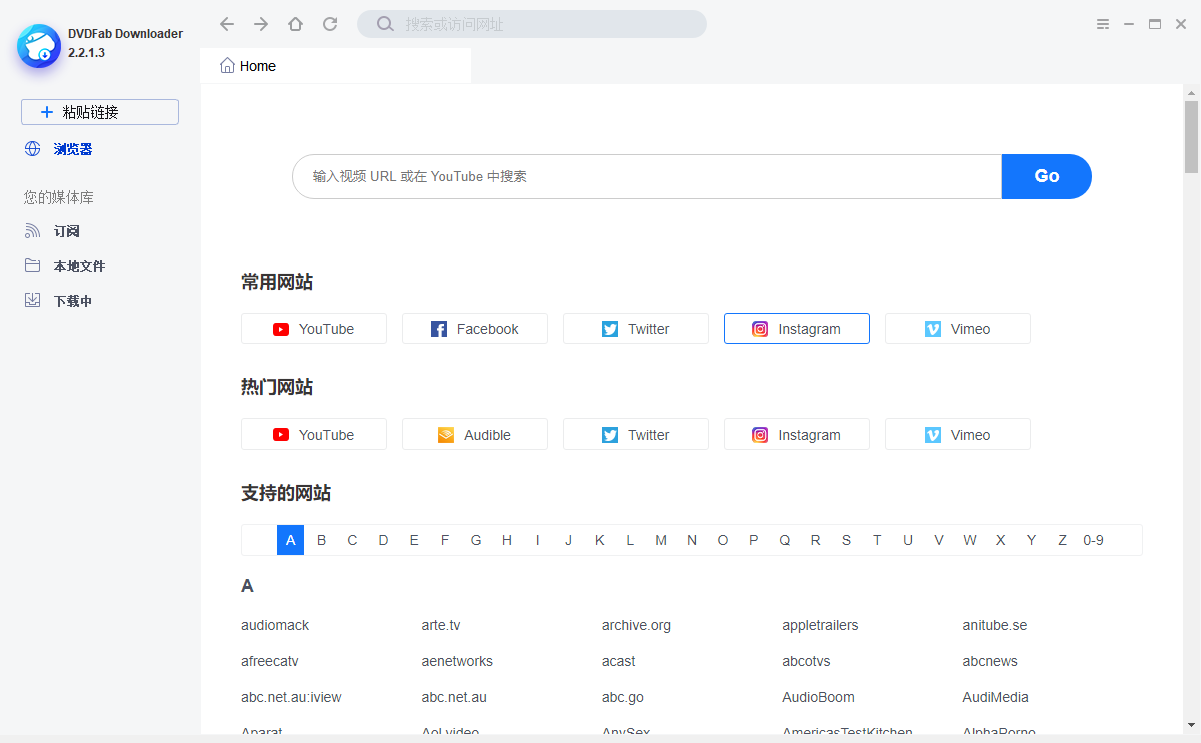 DVDFab Downloader
2.2.1.3
搜索或访问网址
Home
粘贴链接
浏览器
您的媒体库
订阅
本地文件
下载中
输入视频 URL 或在 YouTube 中搜索
Go
常用网站
YouTube Facebook Twitter Instagram Vimeo
热门网站
YouTube Audible Twitter Instagram Vimeo
支持的网站
A B C D E F G H I J K L M N O P Q R S T U V W X Y Z 0-9
A
audiomack arte.tv archive.org appletrailers anitube.se
afreecatv aenetworks acast abcotvs abcnews
abc.net.au:iview abc.net.au abc.go AudioBoom AudiMedia
Aparat Aol.video AnySex AmericasTestKitchen AlphaPorno